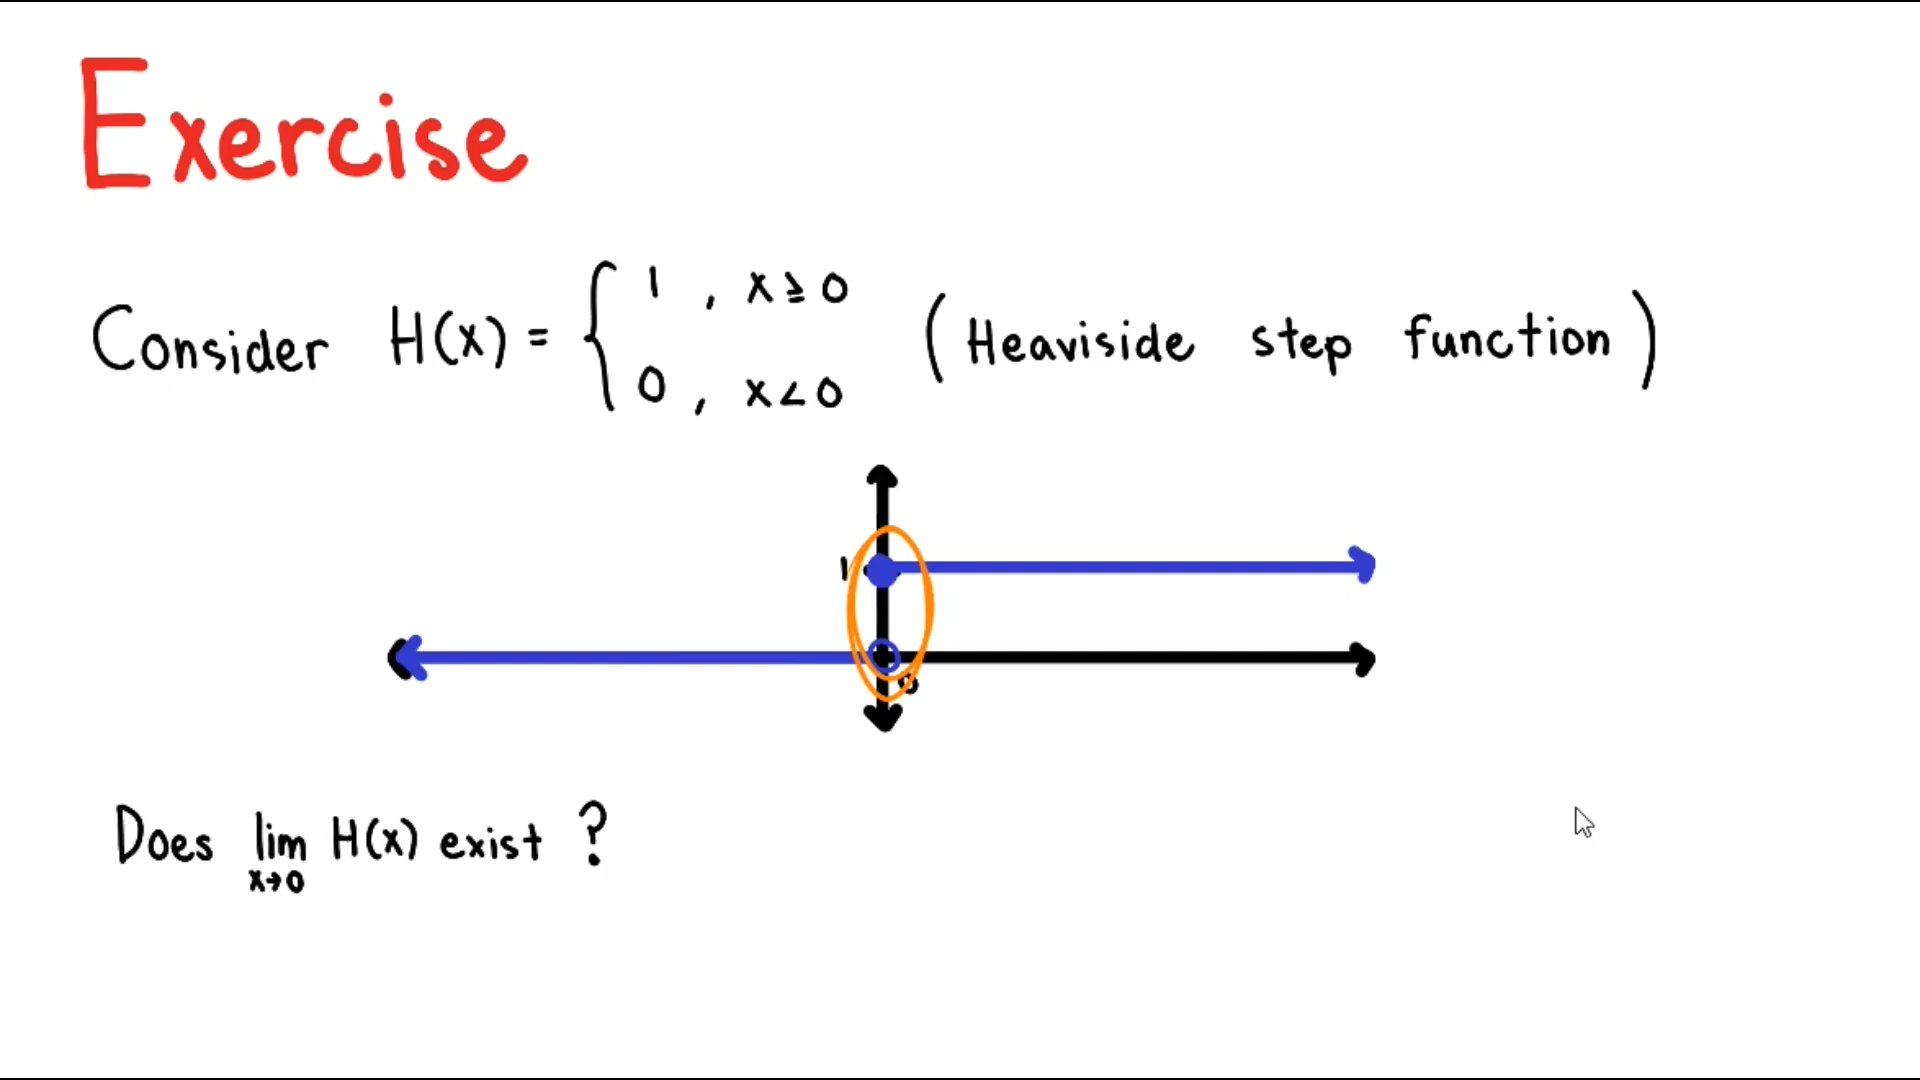 Exercise
Consider H(x) = { 1 , x ≥ 0
0 , x < 0
(Heaviside step function)
1
0
Does lim H(x) exist ?
x→0